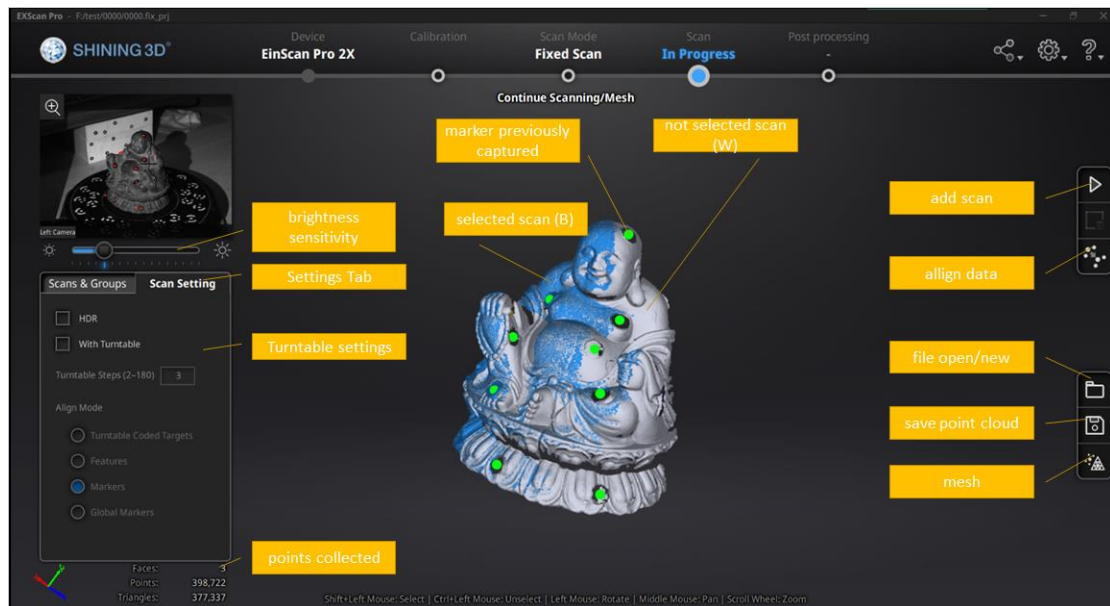 EXScan Pro - F:/test/0000/0000.fix_prj
SHINING 3D®
Device
EinScan Pro 2X
Calibration
Scan Mode
Fixed Scan
Scan
In Progress
Post processing
-
Continue Scanning/Mesh
marker previously
captured
not selected scan
(W)
selected scan (B)
add scan
allign data
Left Camera
brightness
sensitivity
Settings Tab
Scans & Groups
Scan Setting
HDR
With Turntable
Turntable settings
Turntable Steps (2~180)
3
Align Mode
Turntable Coded Targets
Features
Markers
Global Markers
file open/new
save point cloud
mesh
points collected
Faces: 3
Points: 398,722
Triangles: 377,337
Shift+Left Mouse: Select | Ctrl+Left Mouse: Unselect | Left Mouse: Rotate | Middle Mouse: Pan | Scroll Wheel: Zoom